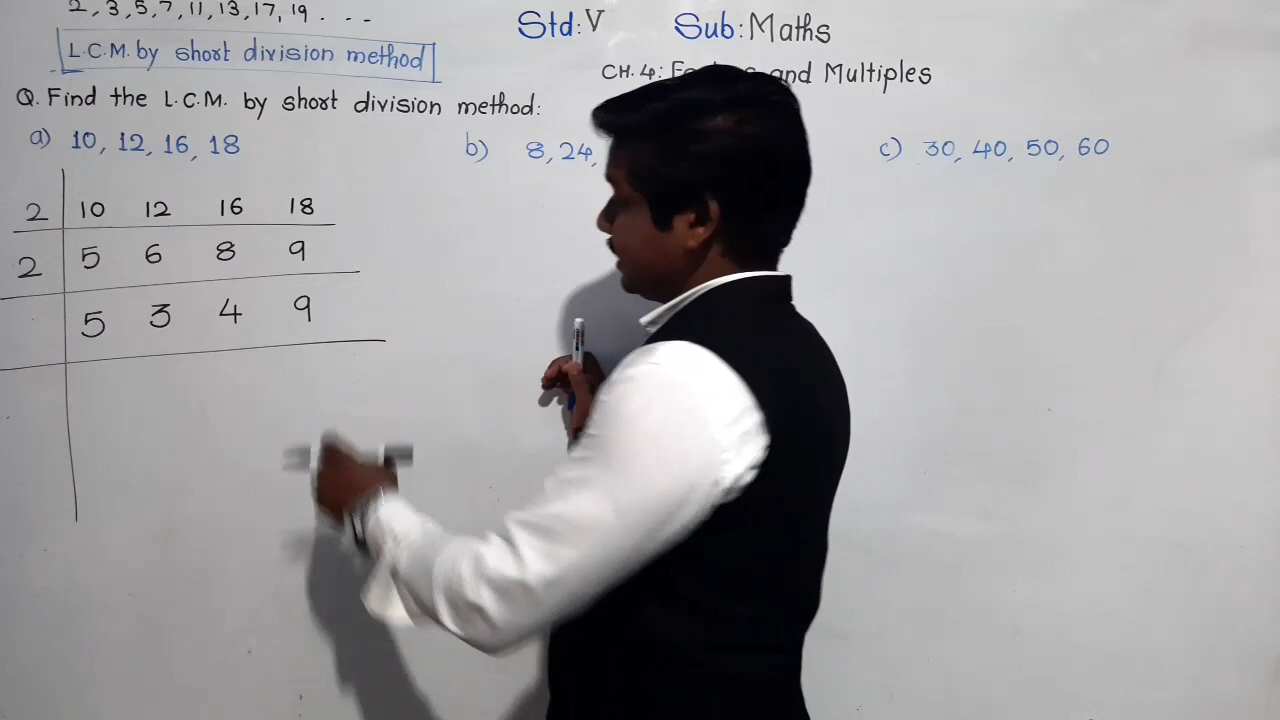 2, 3, 5, 7, 11, 13, 17, 19 . - - -
Std: V Sub: Maths
L.C.M. by short division method
CH. 4: and Multiples
Q. Find the L.C.M. by short division method:
a) 10, 12, 16, 18
b) 8, 24,
c) 30, 40, 50, 60
2 10 12 16 18
2 5 6 8 9
5 3 4 9